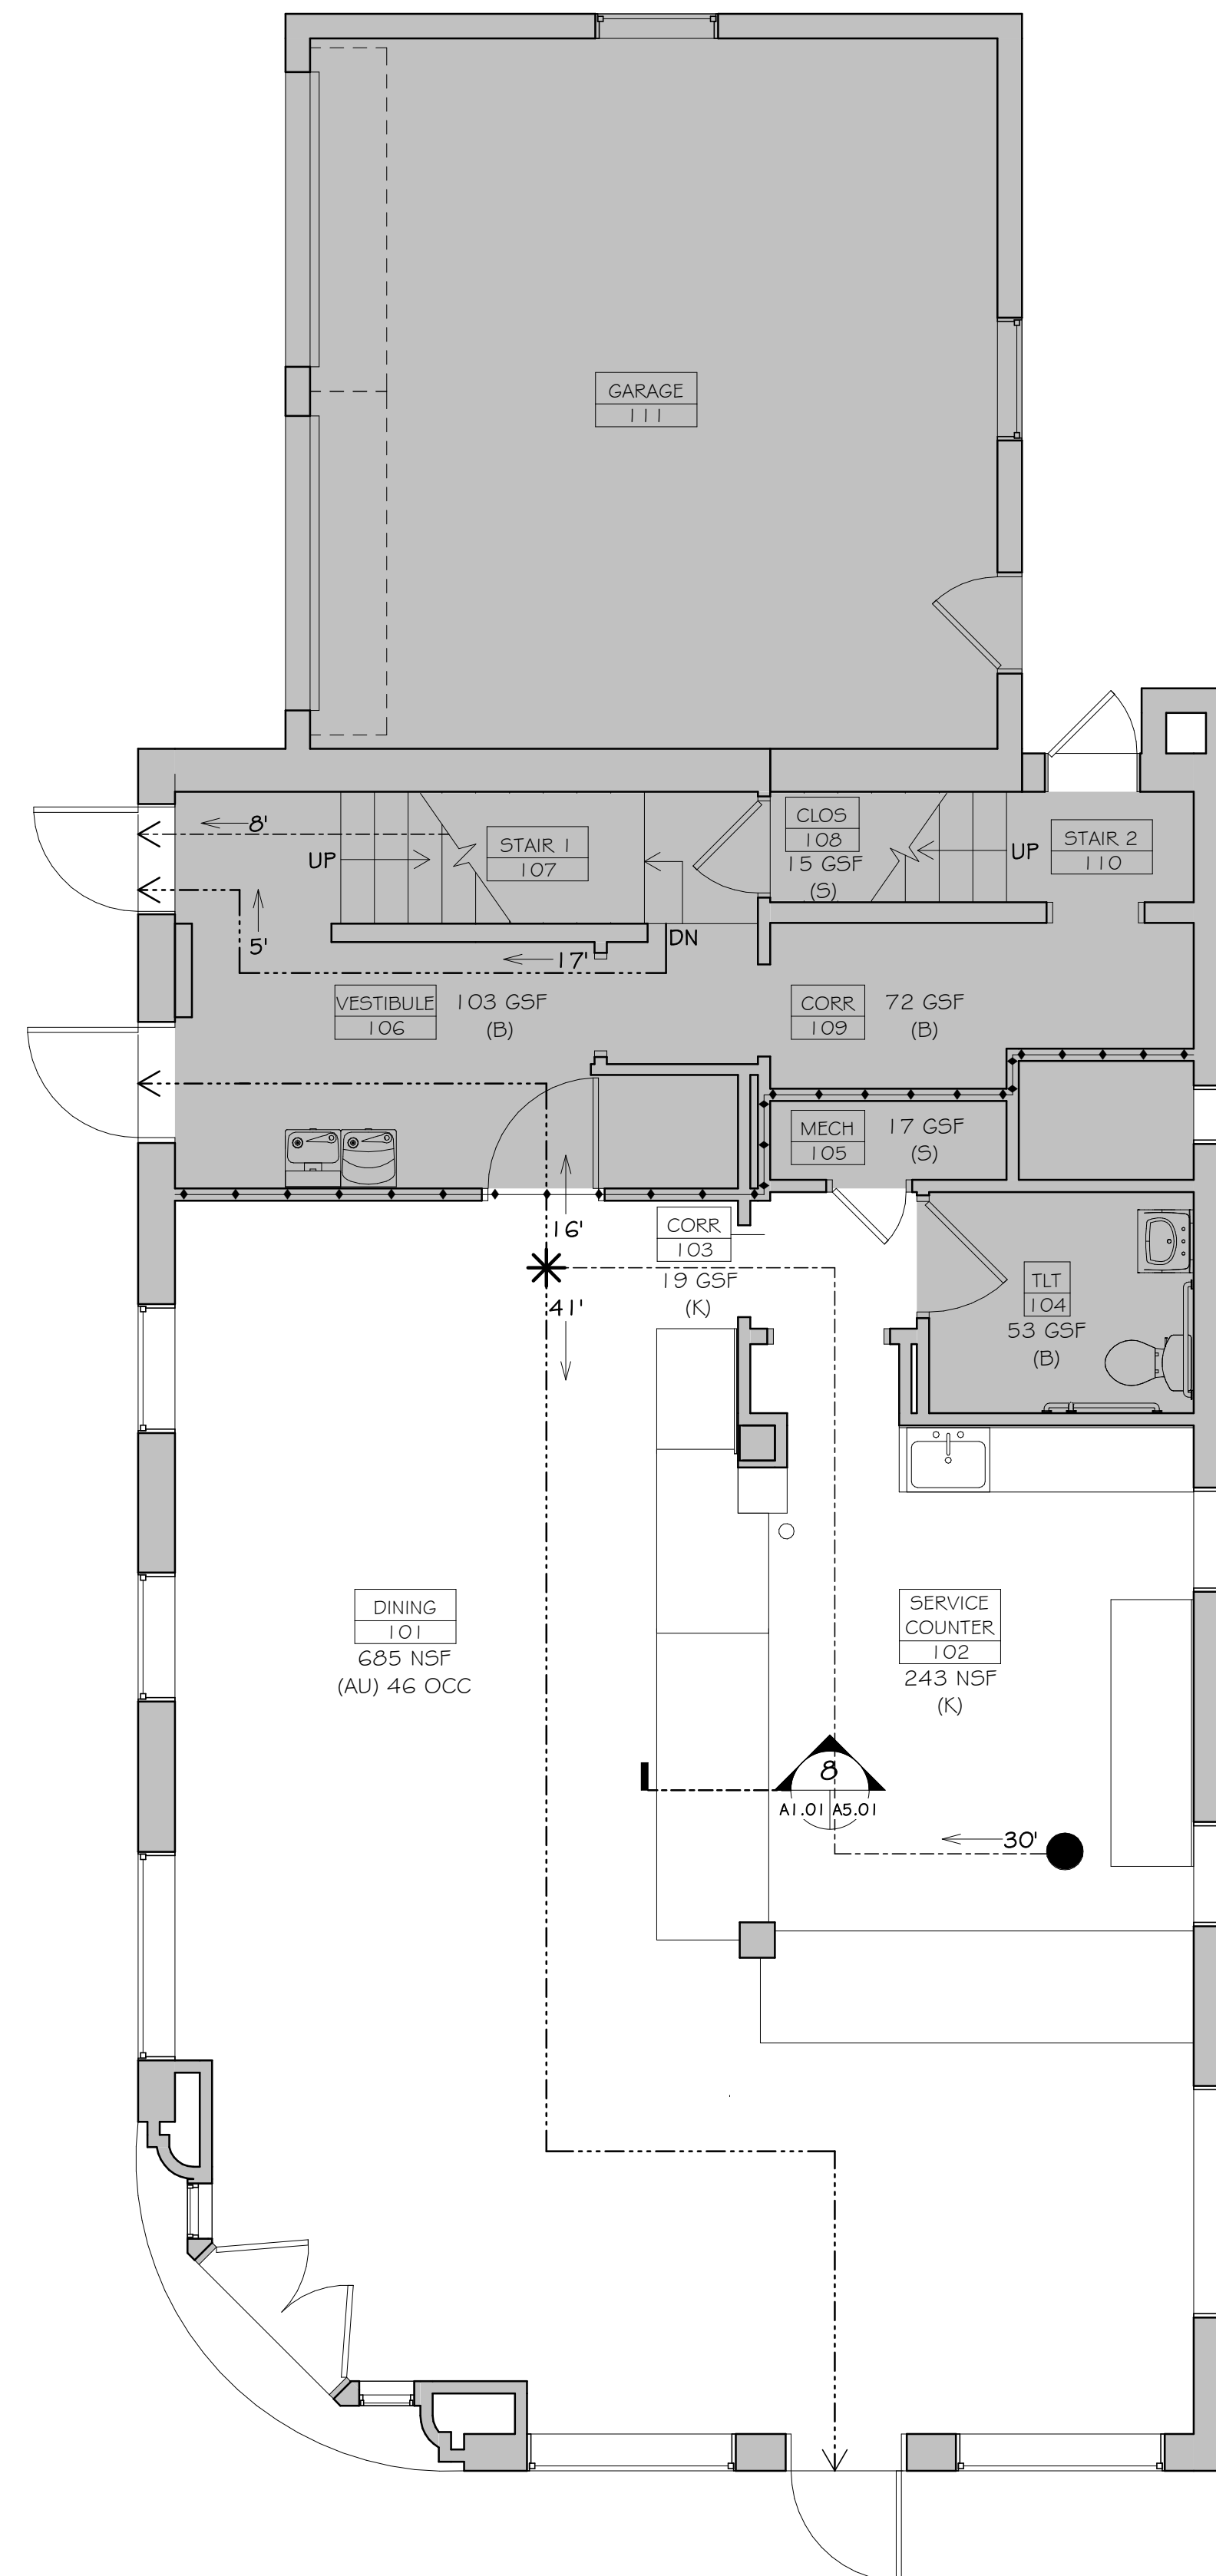 GARAGE
111
8'
UP
STAIR 1
107
CLOS
108
15 GSF
(S)
UP
STAIR 2
110
5'
17'
DN
VESTIBULE
106
103 GSF
(B)
CORR
109
72 GSF
(B)
MECH
105
17 GSF
(S)
16'
CORR
103
19 GSF
(K)
41'
TLT
104
53 GSF
(B)
DINING
101
685 NSF
(AU) 46 OCC
SERVICE
COUNTER
102
243 NSF
(K)
8
A1.01 A5.01
30'